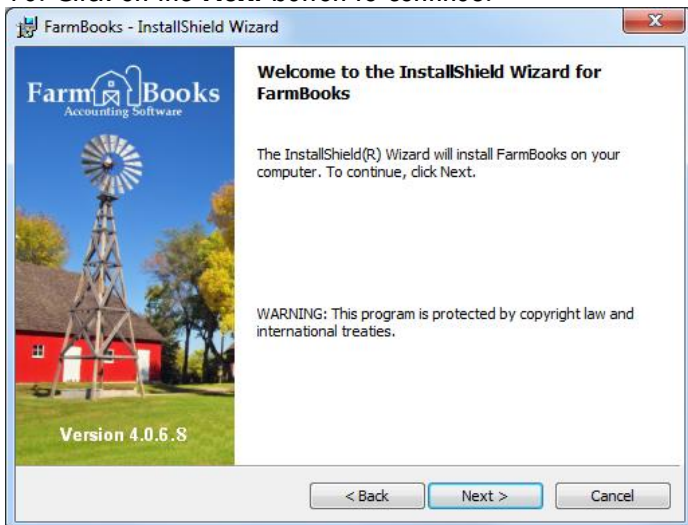 FarmBooks - InstallShield Wizard
Farm Books
Accounting Software
Welcome to the InstallShield Wizard for
FarmBooks
The InstallShield(R) Wizard will install FarmBooks on your
computer. To continue, click Next.
WARNING: This program is protected by copyright law and
international treaties.
Version 4.0.6.8
< Back
Next >
Cancel